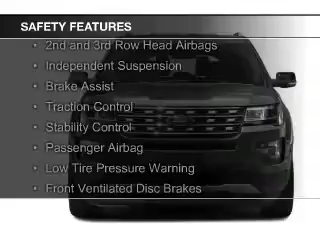 SAFETY FEATURES
• 2nd and 3rd Row Head Airbags
• Independent Suspension
• Brake Assist
• Traction Control
• Stability Control
• Passenger Airbag
• Low Tire Pressure Warning
• Front Ventilated Disc Brakes